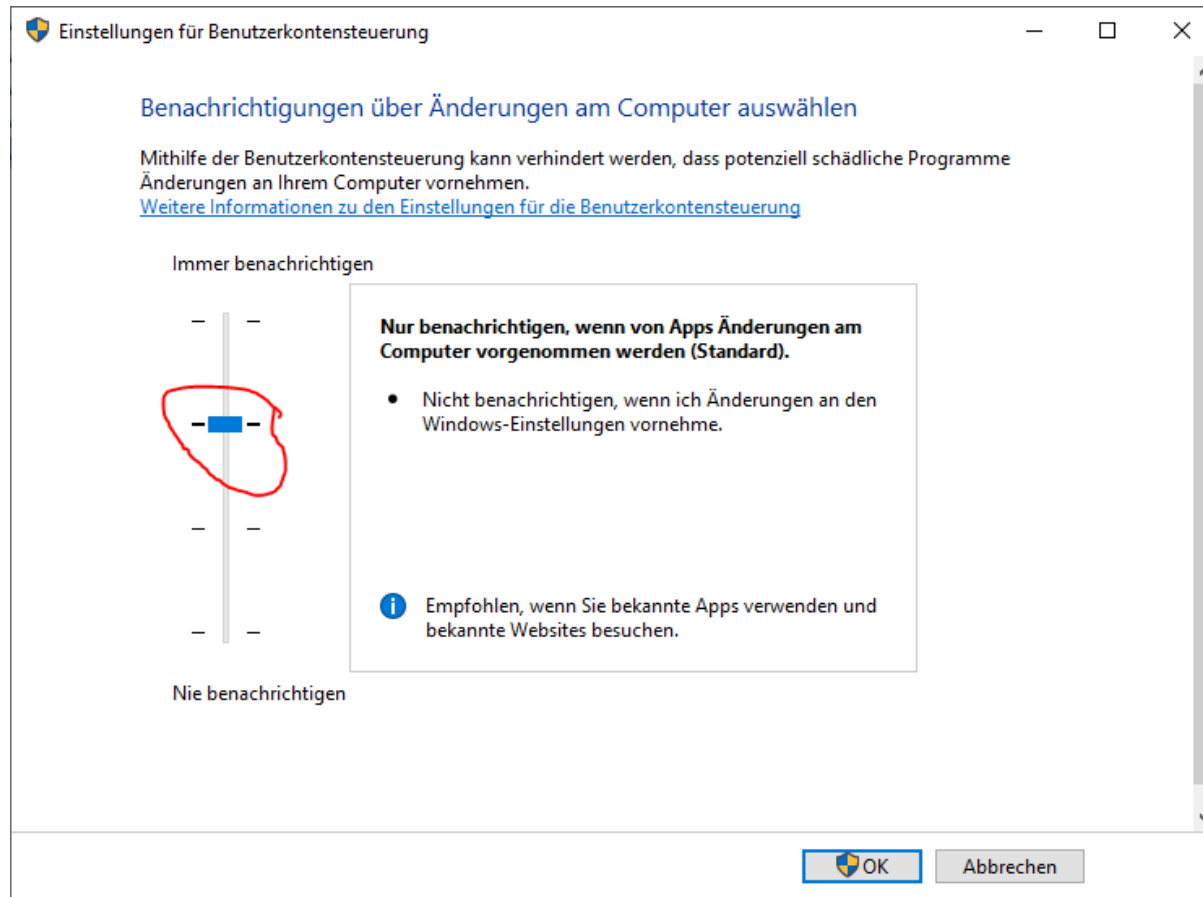 Einstellungen für Benutzerkontensteuerung
Benachrichtigungen über Änderungen am Computer auswählen
Mithilfe der Benutzerkontensteuerung kann verhindert werden, dass potenziell schädliche Programme
Änderungen an Ihrem Computer vornehmen.
Weitere Informationen zu den Einstellungen für die Benutzerkontensteuerung
Immer benachrichtigen
Nur benachrichtigen, wenn von Apps Änderungen am
Computer vorgenommen werden (Standard).
• Nicht benachrichtigen, wenn ich Änderungen an den
Windows-Einstellungen vornehme.
Empfohlen, wenn Sie bekannte Apps verwenden und
bekannte Websites besuchen.
Nie benachrichtigen
OK
Abbrechen